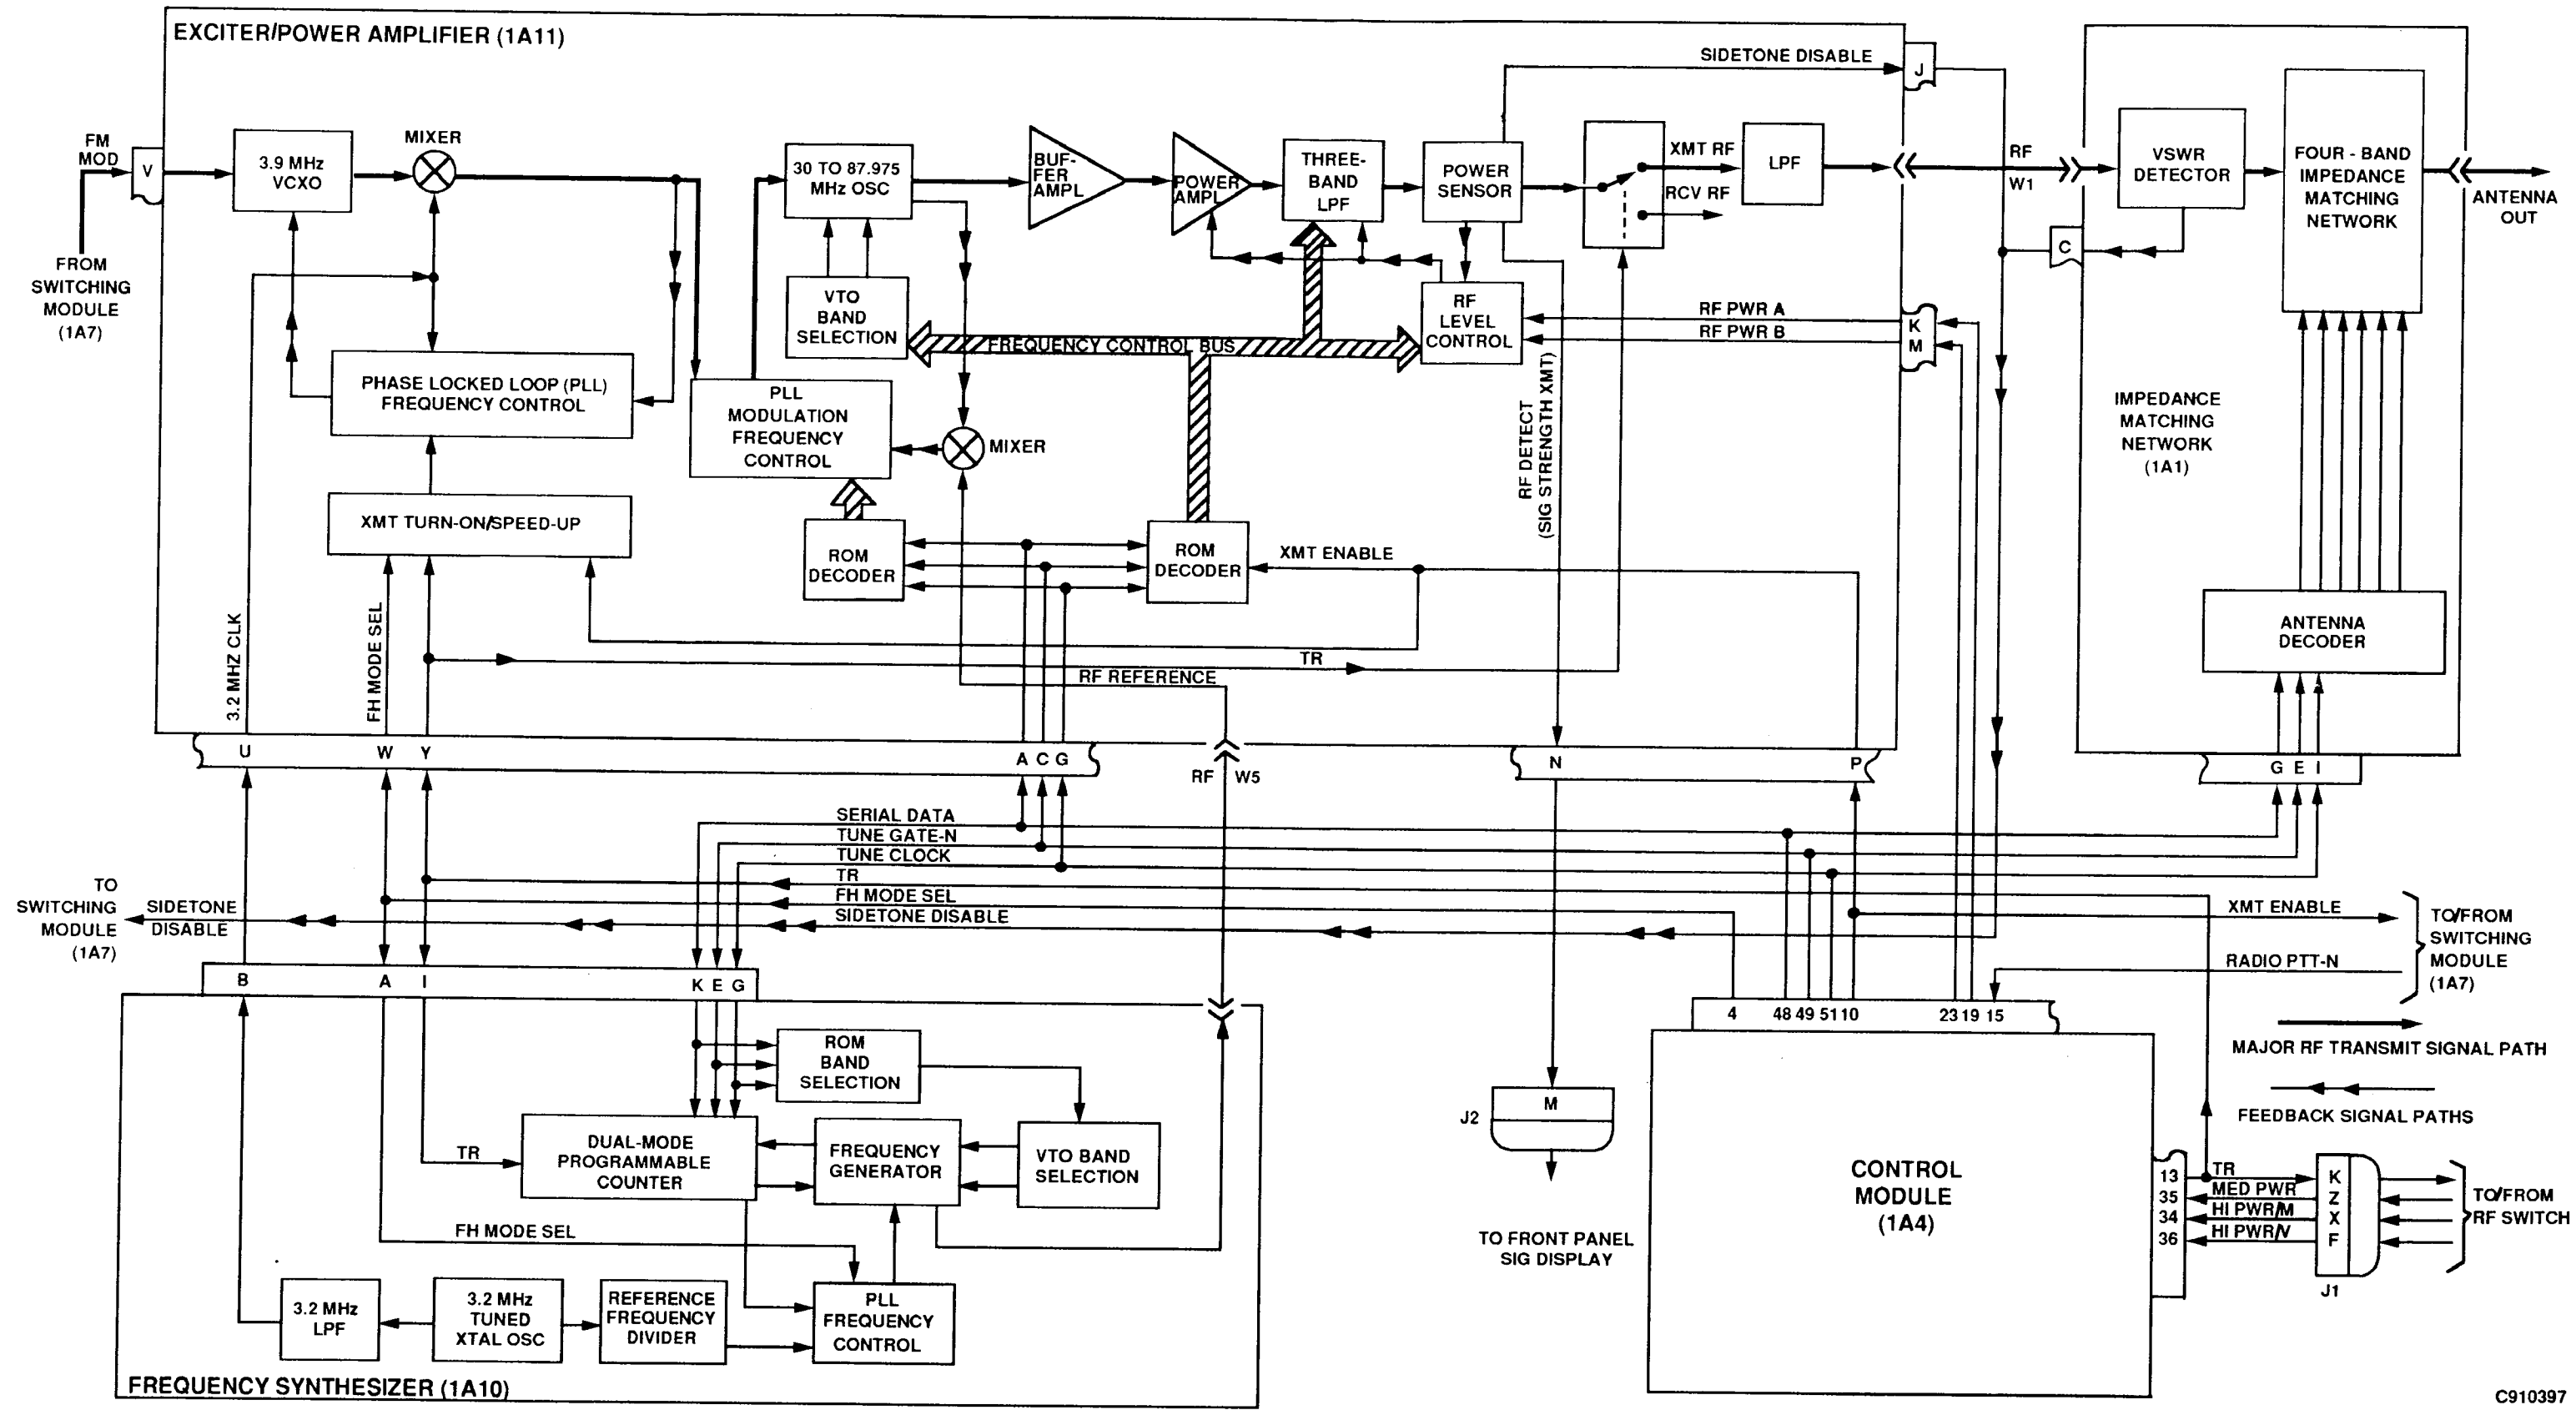 EXCITER/POWER AMPLIFIER (1A11)
SIDETONE DISABLE
J
FM
MOD
V
3.9 MHz
VCXO
MIXER
30 TO 87.975
MHz OSC
BUF-
FER
AMPL
POWER
AMPL
THREE-
BAND
LPF
POWER
SENSOR
XMT RF
RCV RF
LPF
RF
W1
VSWR
DETECTOR
FOUR - BAND
IMPEDANCE
MATCHING
NETWORK
ANTENNA
OUT
FROM
SWITCHING
MODULE
(1A7)
C
VTO
BAND
SELECTION
RF
LEVEL
CONTROL
RF PWR A
RF PWR B
K
M
FREQUENCY CONTROL BUS
PHASE LOCKED LOOP (PLL)
FREQUENCY CONTROL
PLL
MODULATION
FREQUENCY
CONTROL
MIXER
RF DETECT
(SIG STRENGTH XMT)
IMPEDANCE
MATCHING
NETWORK
(1A1)
XMT TURN-ON/SPEED-UP
ROM
DECODER
ROM
DECODER
XMT ENABLE
ANTENNA
DECODER
3.2 MHZ CLK
FH MODE SEL
TR
RF REFERENCE
U
W
Y
A C G
RF
W5
N
P
G E I
SERIAL DATA
TUNE GATE-N
TUNE CLOCK
TR
FH MODE SEL
SIDETONE DISABLE
TO
SWITCHING
MODULE
(1A7)
SIDETONE
DISABLE
XMT ENABLE
RADIO PTT-N
TO/FROM
SWITCHING
MODULE
(1A7)
B
A
I
K E G
4
48 49 51 10
23 19 15
MAJOR RF TRANSMIT SIGNAL PATH
FEEDBACK SIGNAL PATHS
ROM
BAND
SELECTION
DUAL-MODE
PROGRAMMABLE
COUNTER
TR
FREQUENCY
GENERATOR
VTO BAND
SELECTION
J2
M
TO FRONT PANEL
SIG DISPLAY
CONTROL
MODULE
(1A4)
13
35
34
36
TR
MED PWR
HI PWR/M
HI PWR/V
K
Z
X
F
J1
TO/FROM
RF SWITCH
FH MODE SEL
3.2 MHz
LPF
3.2 MHz
TUNED
XTAL OSC
REFERENCE
FREQUENCY
DIVIDER
PLL
FREQUENCY
CONTROL
FREQUENCY SYNTHESIZER (1A10)
C910397